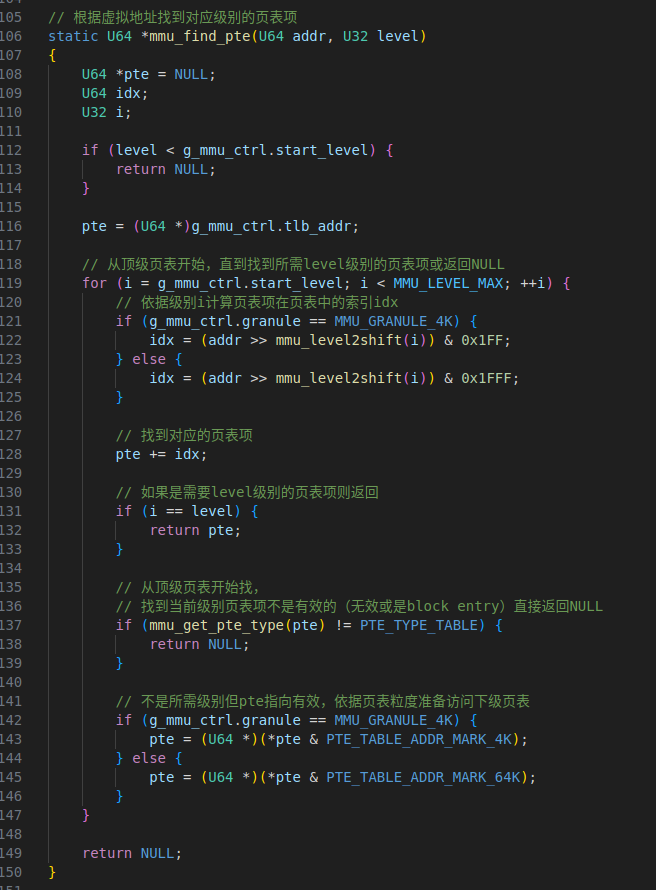 105 // 根据虚拟地址找到对应级别的页表项
106 static U64 *mmu_find_pte(U64 addr, U32 level)
107 {
108     U64 *pte = NULL;
109     U64 idx;
110     U32 i;
111
112     if (level < g_mmu_ctrl.start_level) {
113         return NULL;
114     }
115
116     pte = (U64 *)g_mmu_ctrl.tlb_addr;
117
118     // 从顶级页表开始，直到找到所需level级别的页表项或返回NULL
119     for (i = g_mmu_ctrl.start_level; i < MMU_LEVEL_MAX; ++i) {
120         // 依据级别i计算页表项在页表中的索引idx
121         if (g_mmu_ctrl.granule == MMU_GRANULE_4K) {
122             idx = (addr >> mmu_level2shift(i)) & 0x1FF;
123         } else {
124             idx = (addr >> mmu_level2shift(i)) & 0x1FFF;
125         }
126
127         // 找到对应的页表项
128         pte += idx;
129
130         // 如果是需要level级别的页表项则返回
131         if (i == level) {
132             return pte;
133         }
134
135         // 从顶级页表开始找，
136         // 找到当前级别页表项不是有效的（无效或是block entry）直接返回NULL
137         if (mmu_get_pte_type(pte) != PTE_TYPE_TABLE) {
138             return NULL;
139         }
140
141         // 不是所需级别但pte指向有效，依据页表粒度准备访问下级页表
142         if (g_mmu_ctrl.granule == MMU_GRANULE_4K) {
143             pte = (U64 *)(*pte & PTE_TABLE_ADDR_MARK_4K);
144         } else {
145             pte = (U64 *)(*pte & PTE_TABLE_ADDR_MARK_64K);
146         }
147     }
148
149     return NULL;
150 }